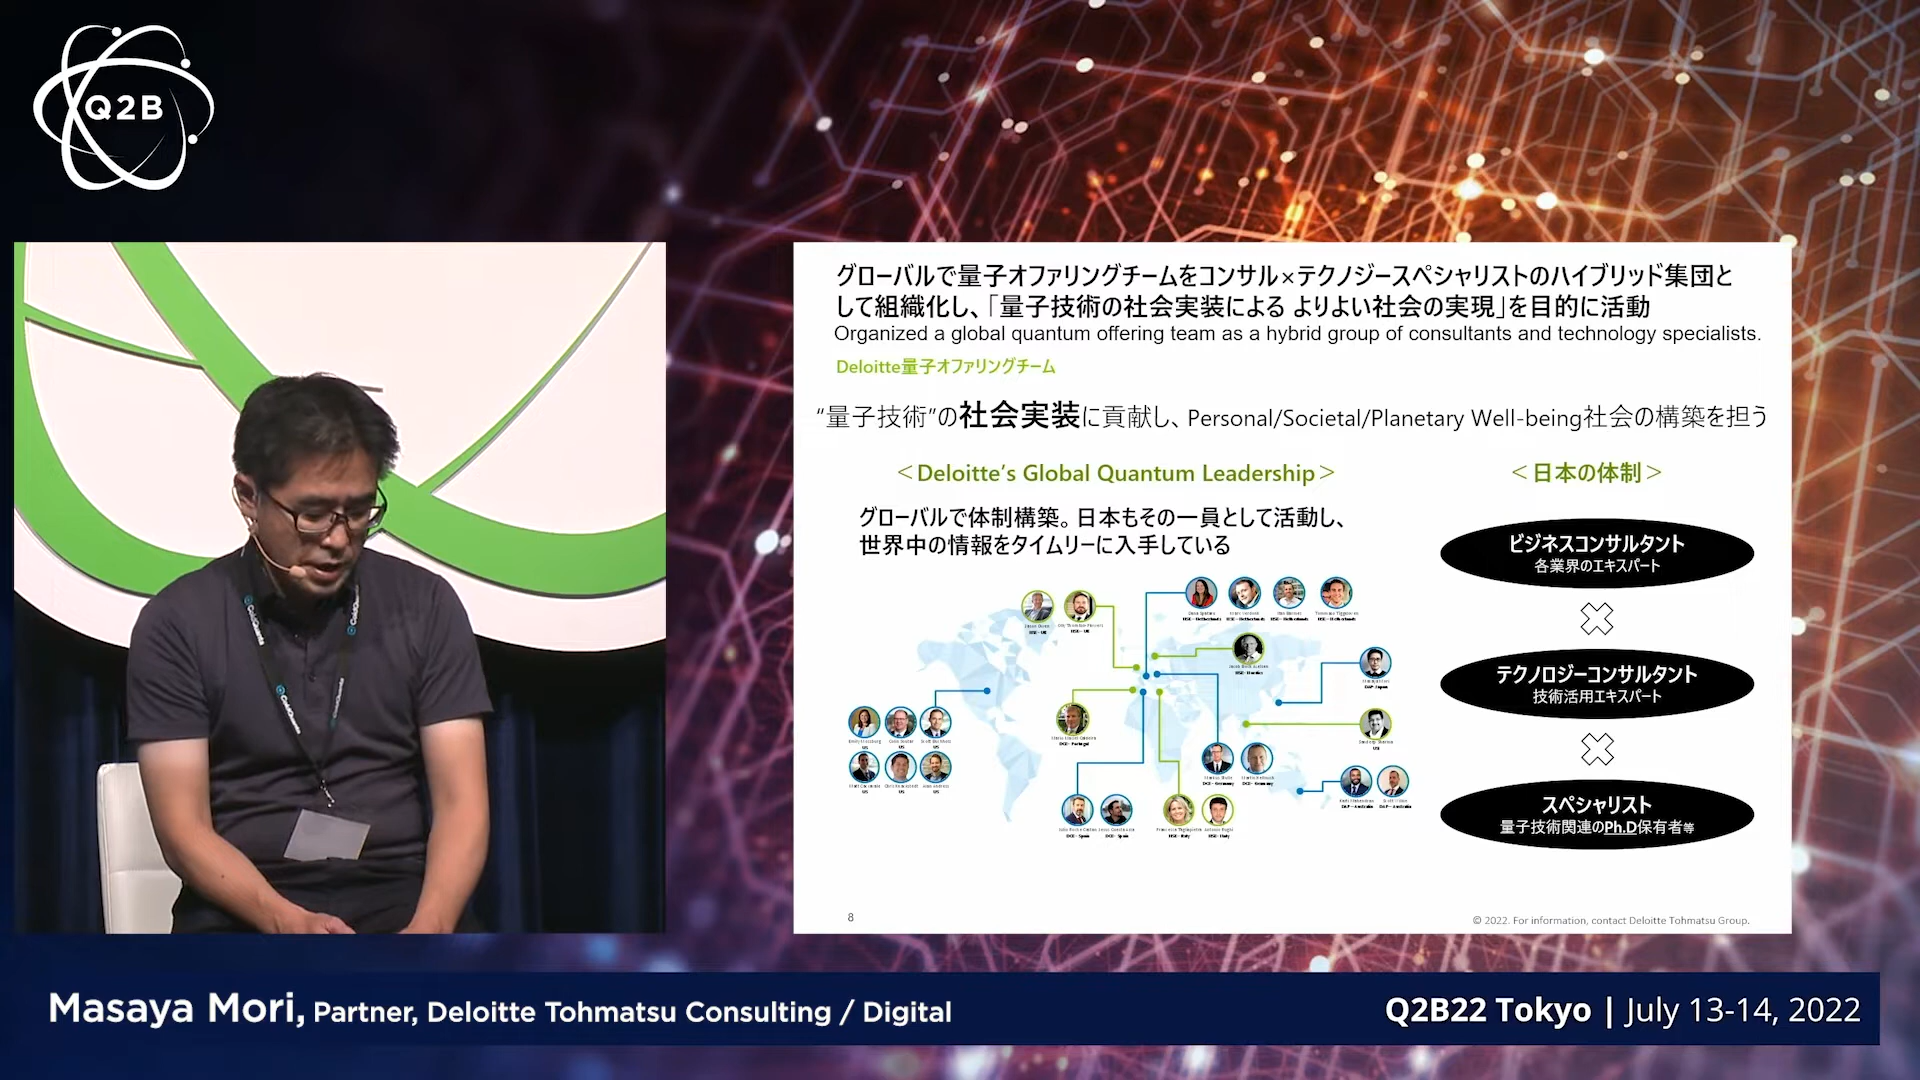 Q2B
グローバルで量子オファリングチームをコンサル×テクノジースペシャリストのハイブリッド集団と
して組織化し、「量子技術の社会実装による よりよい社会の実現」を目的に活動
Organized a global quantum offering team as a hybrid group of consultants and technology specialists.
Deloitte量子オファリングチーム
“量子技術”の社会実装に貢献し、Personal/Societal/Planetary Well-being社会の構築を担う
＜Deloitte’s Global Quantum Leadership＞
グローバルで体制構築。日本もその一員として活動し、
世界中の情報をタイムリーに入手している
＜日本の体制＞
ビジネスコンサルタント
各業界のエキスパート
テクノロジーコンサルタント
技術活用エキスパート
スペシャリスト
量子技術関連のPh.D保有者等
8
© 2022. For information, contact Deloitte Tohmatsu Group.
Masaya Mori, Partner, Deloitte Tohmatsu Consulting / Digital
Q2B22 Tokyo | July 13-14, 2022